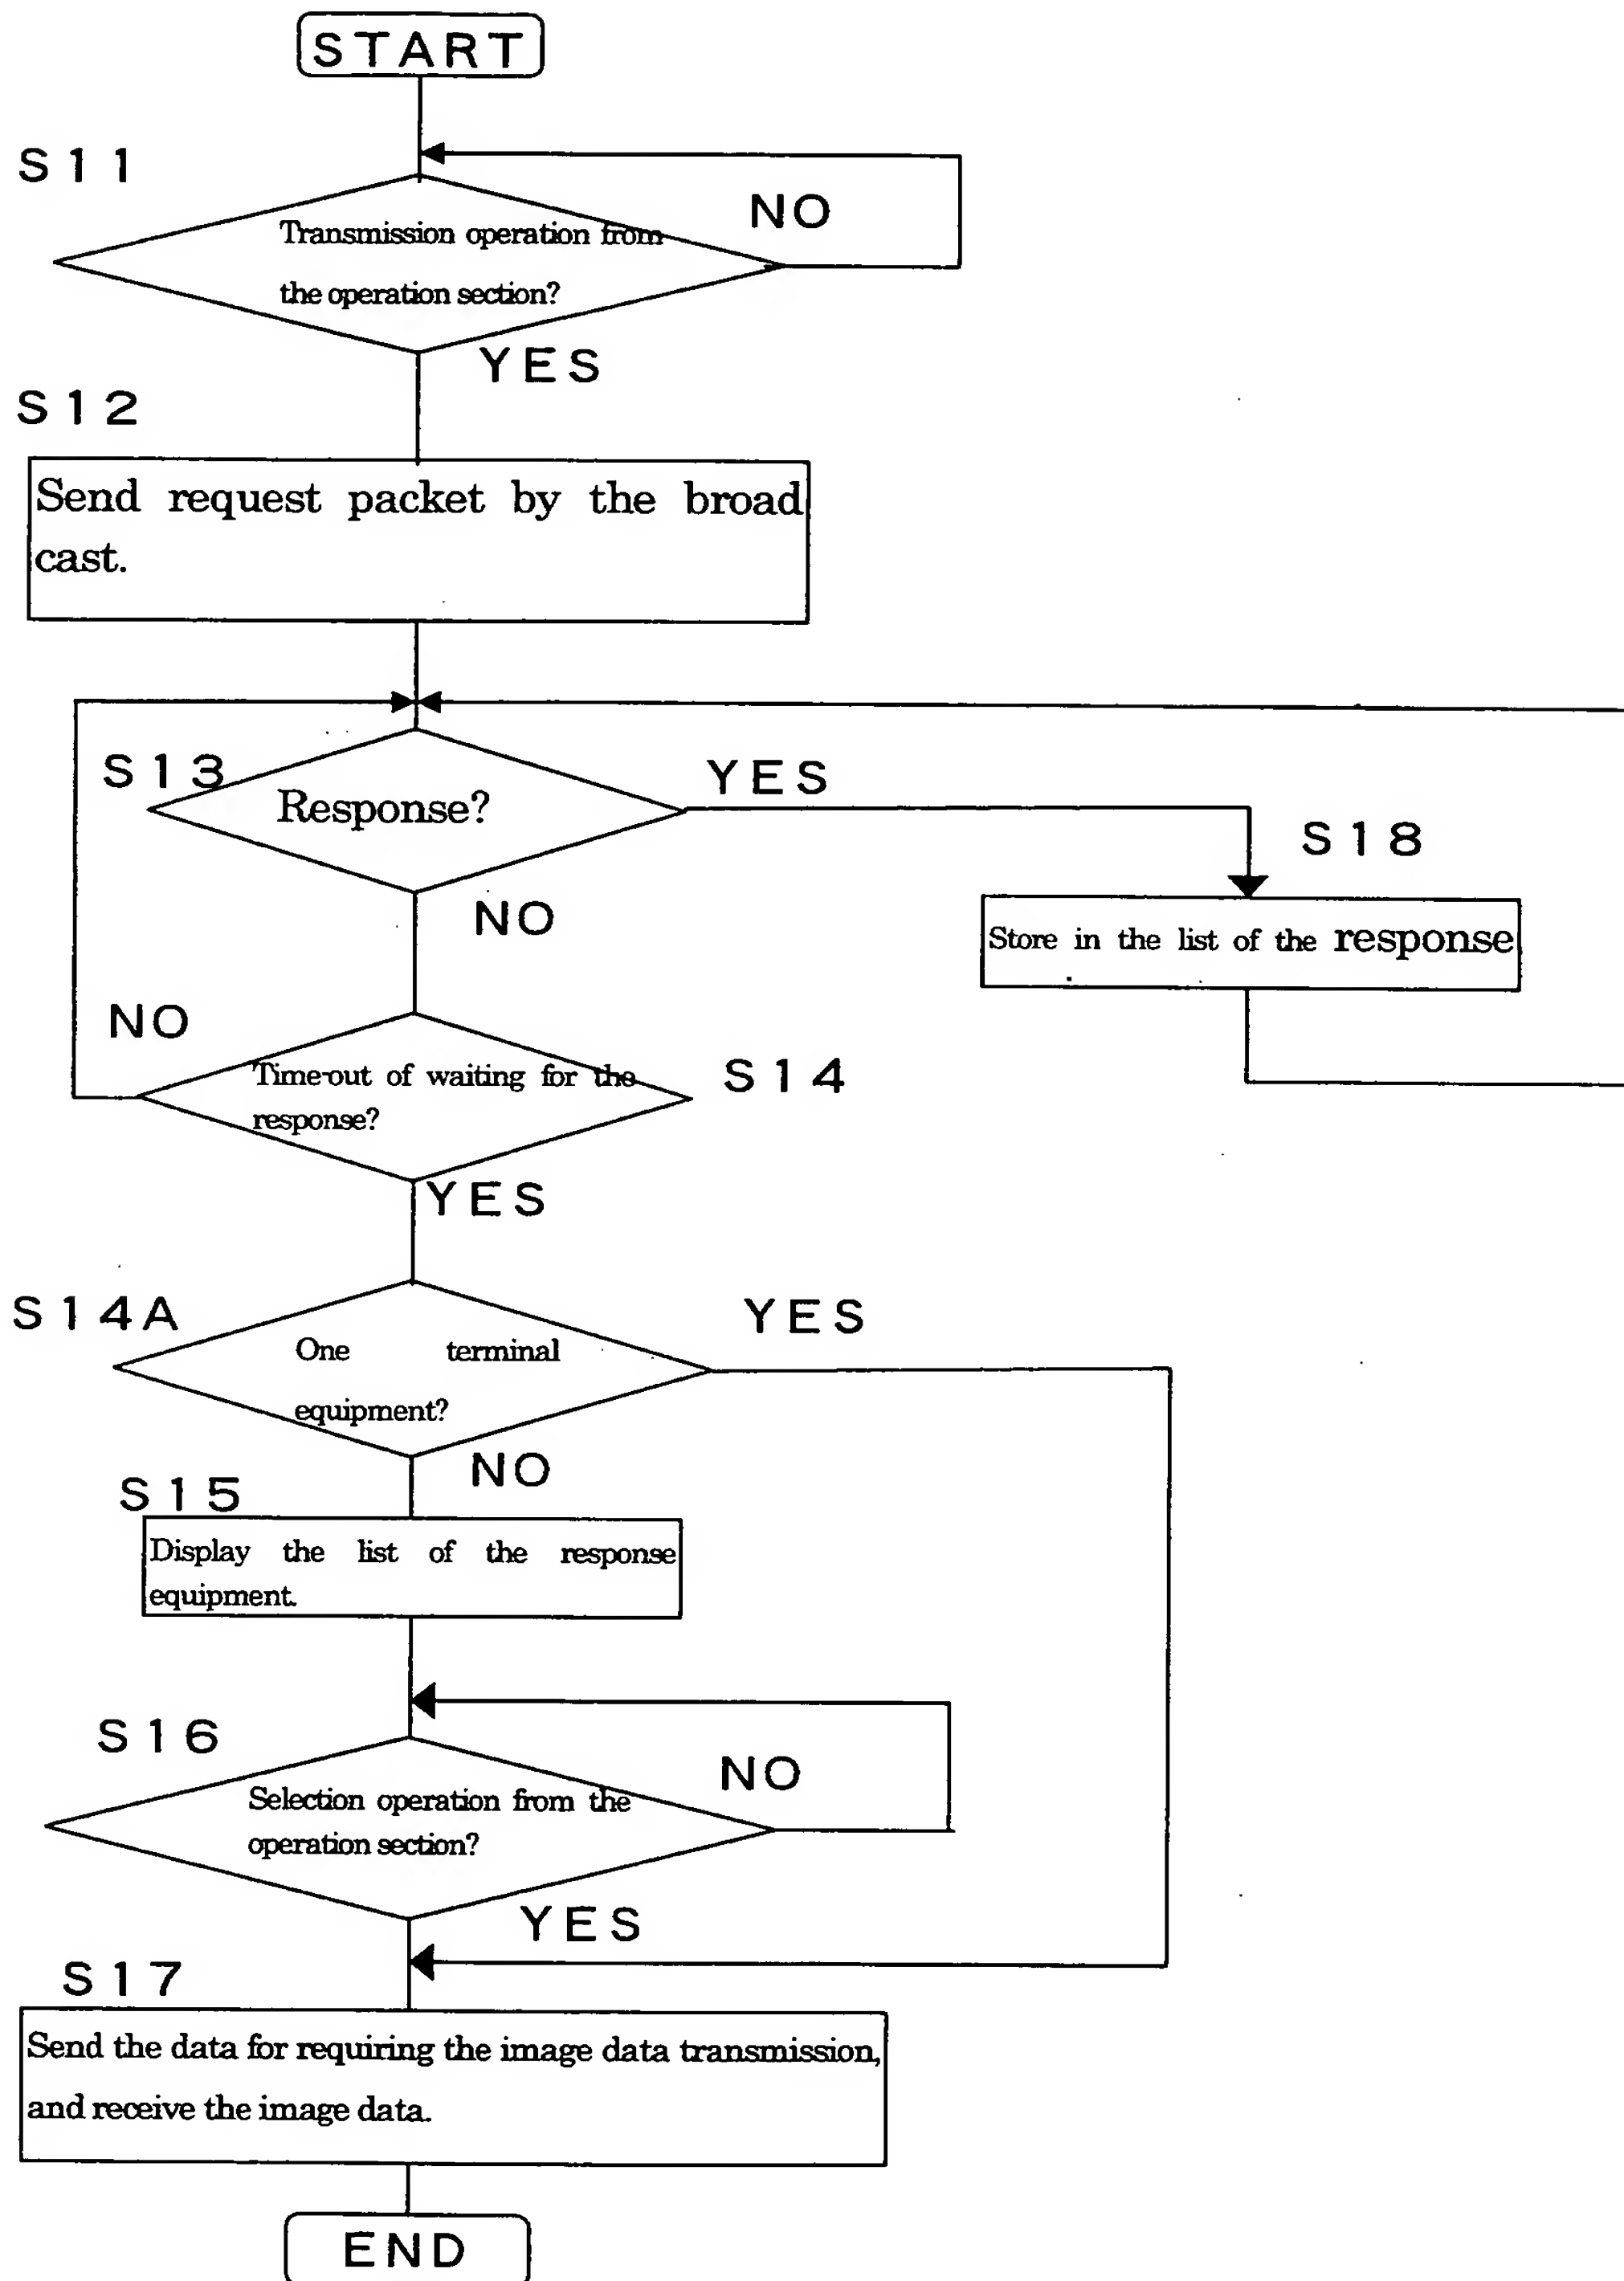 START
S11
Transmission operation from
the operation section?
NO
YES
S12
Send request packet by the broad
cast.
S13
Response?
YES
S18
Store in the list of the response
NO
NO
Time-out of waiting for the
response?
S14
YES
S14A
One terminal
equipment?
YES
NO
S15
Display the list of the response
equipment.
S16
Selection operation from the
operation section?
NO
YES
S17
Send the data for requiring the image data transmission,
and receive the image data.
END